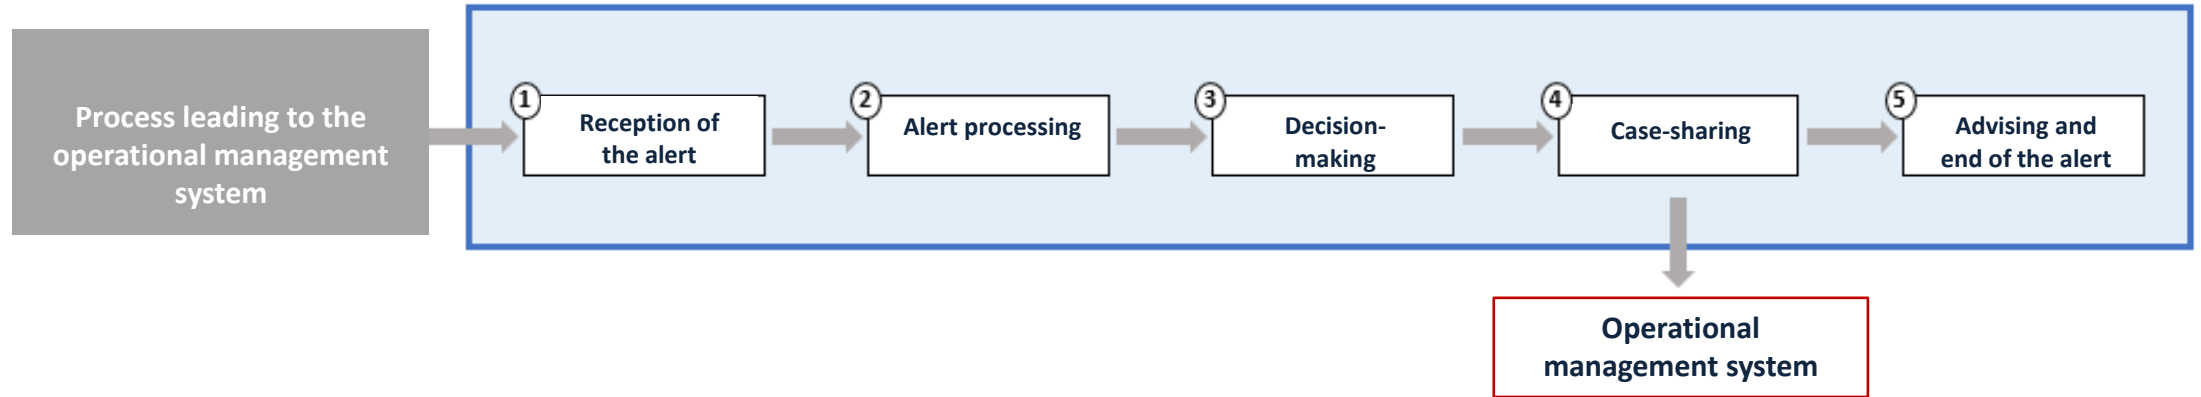 Process leading to the
operational management
system
1
Reception of
the alert
2
Alert processing
3
Decision-
making
4
Case-sharing
5
Advising and
end of the alert
Operational
management system